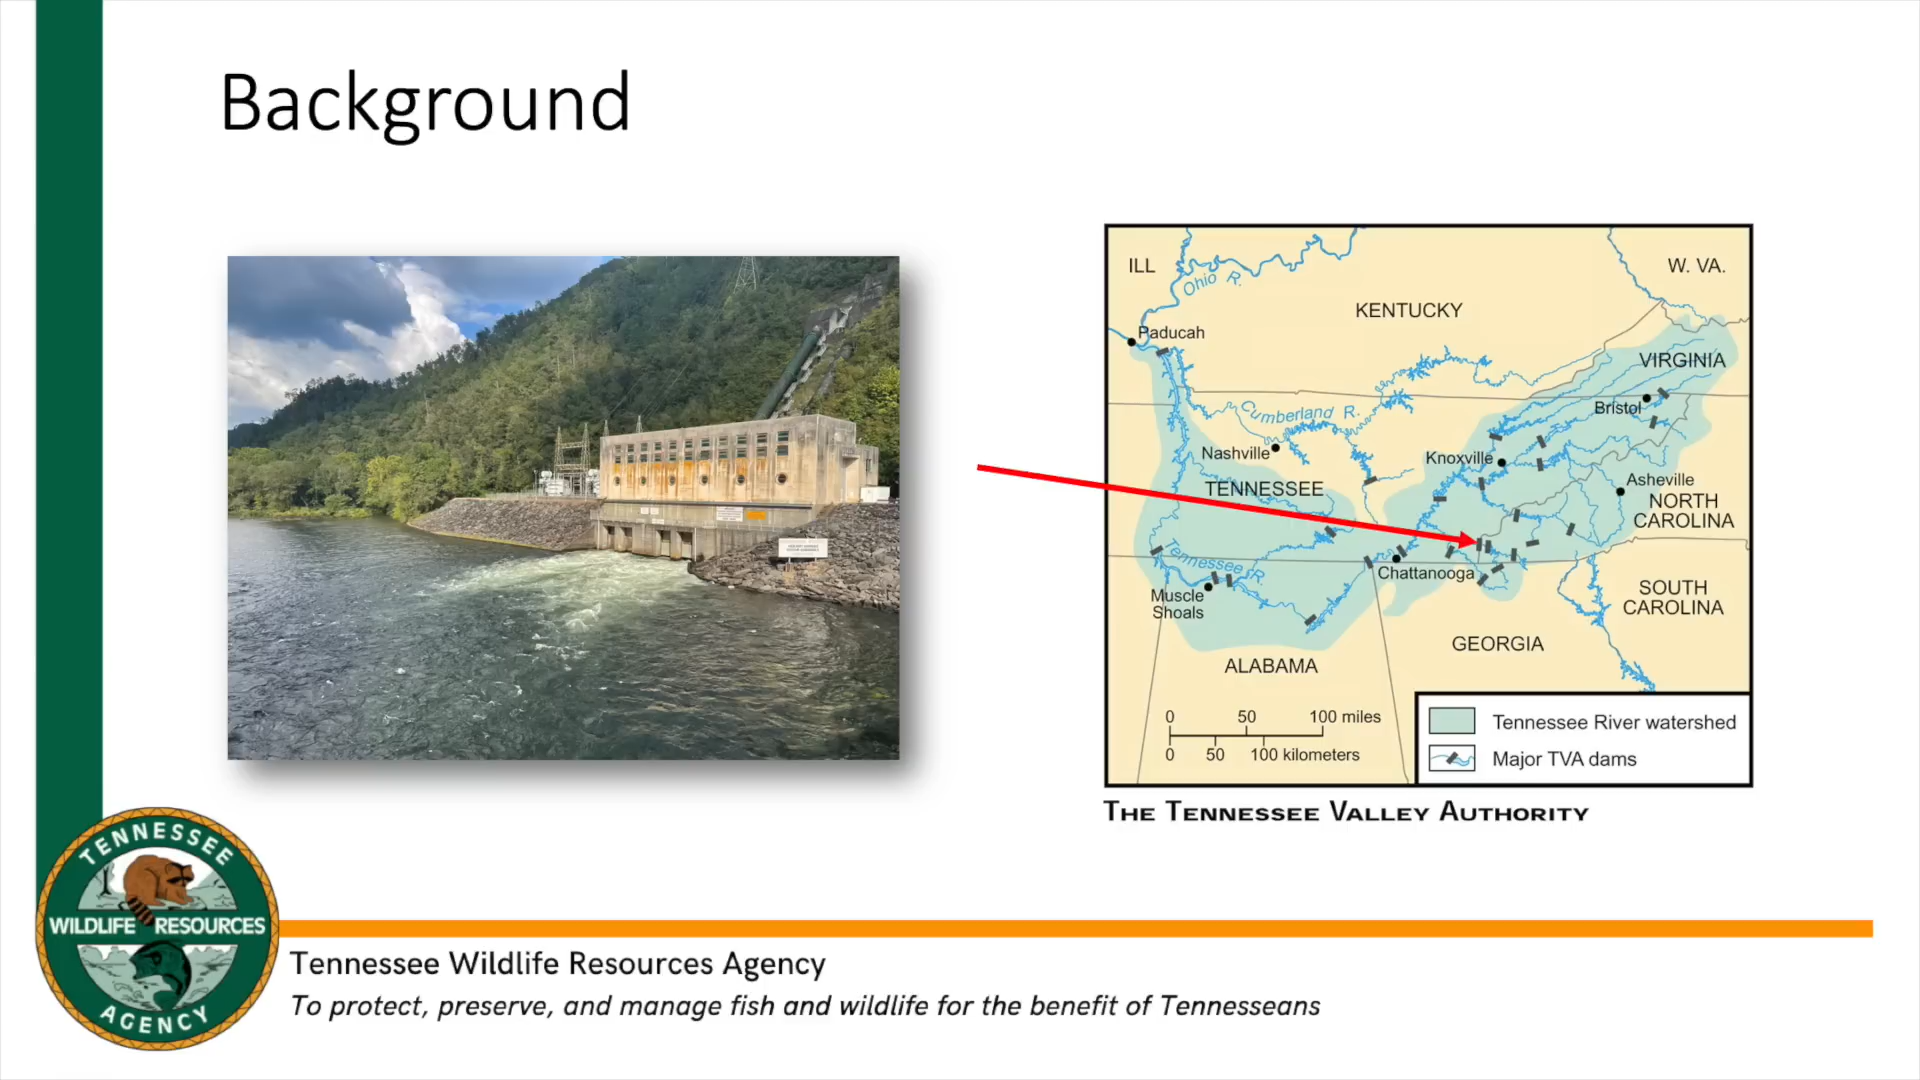 Background
ILL
Ohio R.
W. VA.
KENTUCKY
Paducah
VIRGINIA
Cumberland R.
Bristol
Nashville
Knoxville
TENNESSEE
Asheville
NORTH
CAROLINA
Tennessee R.
Chattanooga
Muscle
Shoals
SOUTH
CAROLINA
GEORGIA
ALABAMA
0 50 100 miles
0 50 100 kilometers
Tennessee River watershed
Major TVA dams
THE TENNESSEE VALLEY AUTHORITY
TENNESSEE
WILDLIFE RESOURCES
AGENCY
Tennessee Wildlife Resources Agency
To protect, preserve, and manage fish and wildlife for the benefit of Tennesseans